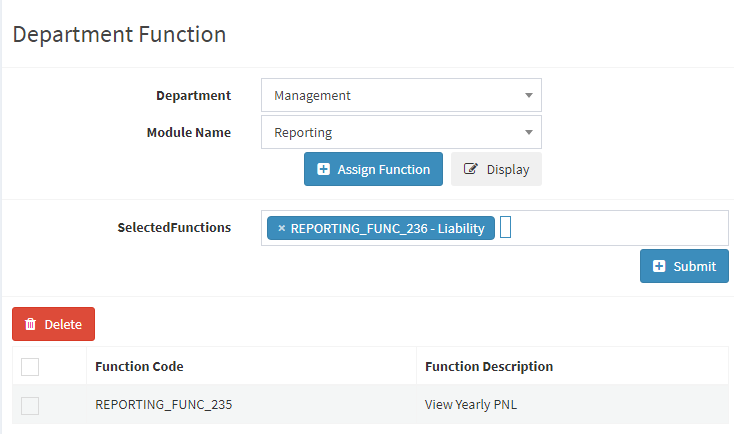 Department Function
Department Management
Module Name Reporting
Assign Function Display
SelectedFunctions × REPORTING_FUNC_236 - Liability
Submit
Delete
Function Code Function Description
REPORTING_FUNC_235 View Yearly PNL